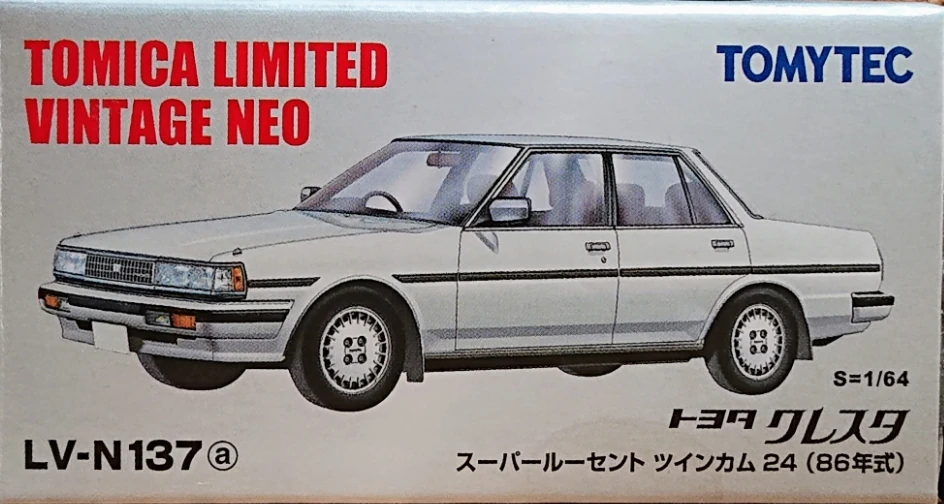 TOMICA LIMITED
VINTAGE NEO
TOMYTEC
S=1/64
トヨタ クレスタ
LV-N137ⓐ
スーパールーセント ツインカム 24 (86年式)